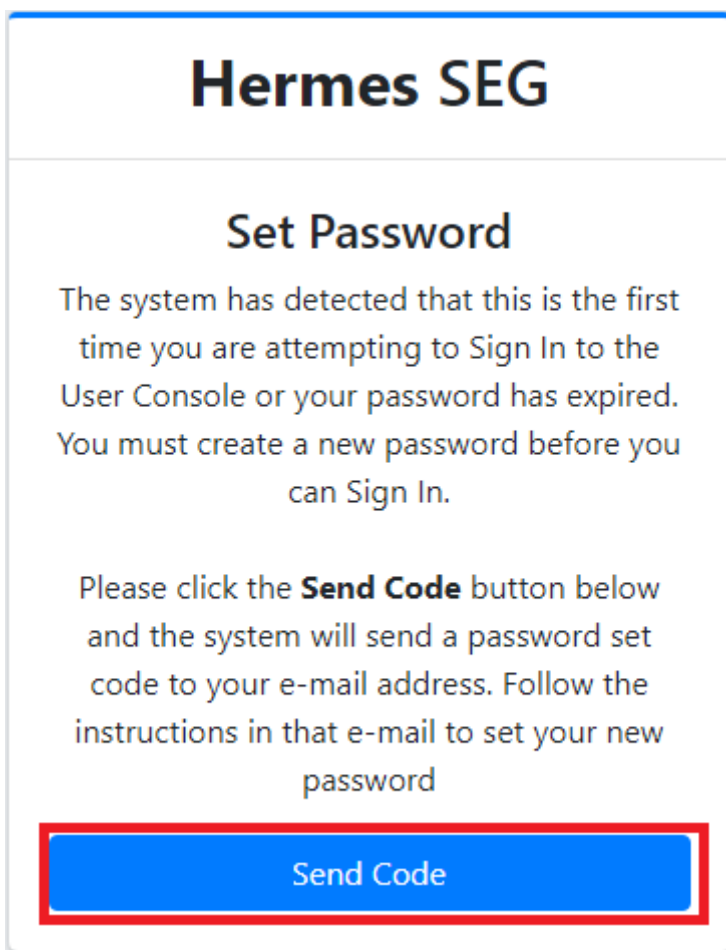 Hermes SEG
Set Password
The system has detected that this is the first
time you are attempting to Sign In to the
User Console or your password has expired.
You must create a new password before you
can Sign In.
Please click the Send Code button below
and the system will send a password set
code to your e-mail address. Follow the
instructions in that e-mail to set your new
password
Send Code